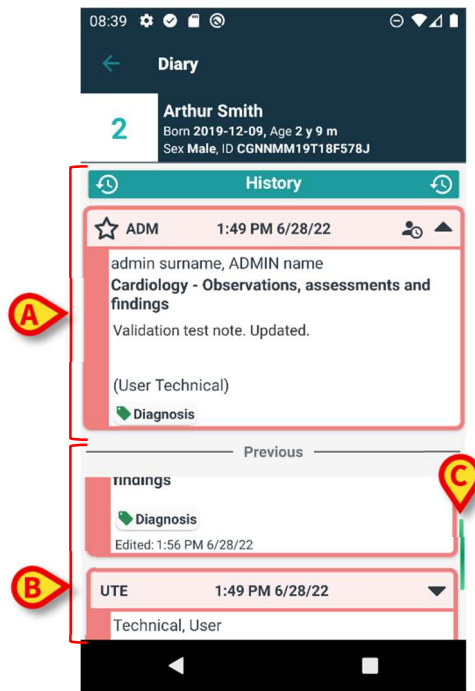 08:39
Diary
2
Arthur Smith
Born 2019-12-09, Age 2 y 9 m
Sex Male, ID CGNNMM19T18F578J
History
ADM 1:49 PM 6/28/22
admin surname, ADMIN name
Cardiology - Observations, assessments and
findings
Validation test note. Updated.
(User Technical)
Diagnosis
A
Previous
C
findings
Diagnosis
Edited: 1:56 PM 6/28/22
B
UTE 1:49 PM 6/28/22
Technical, User